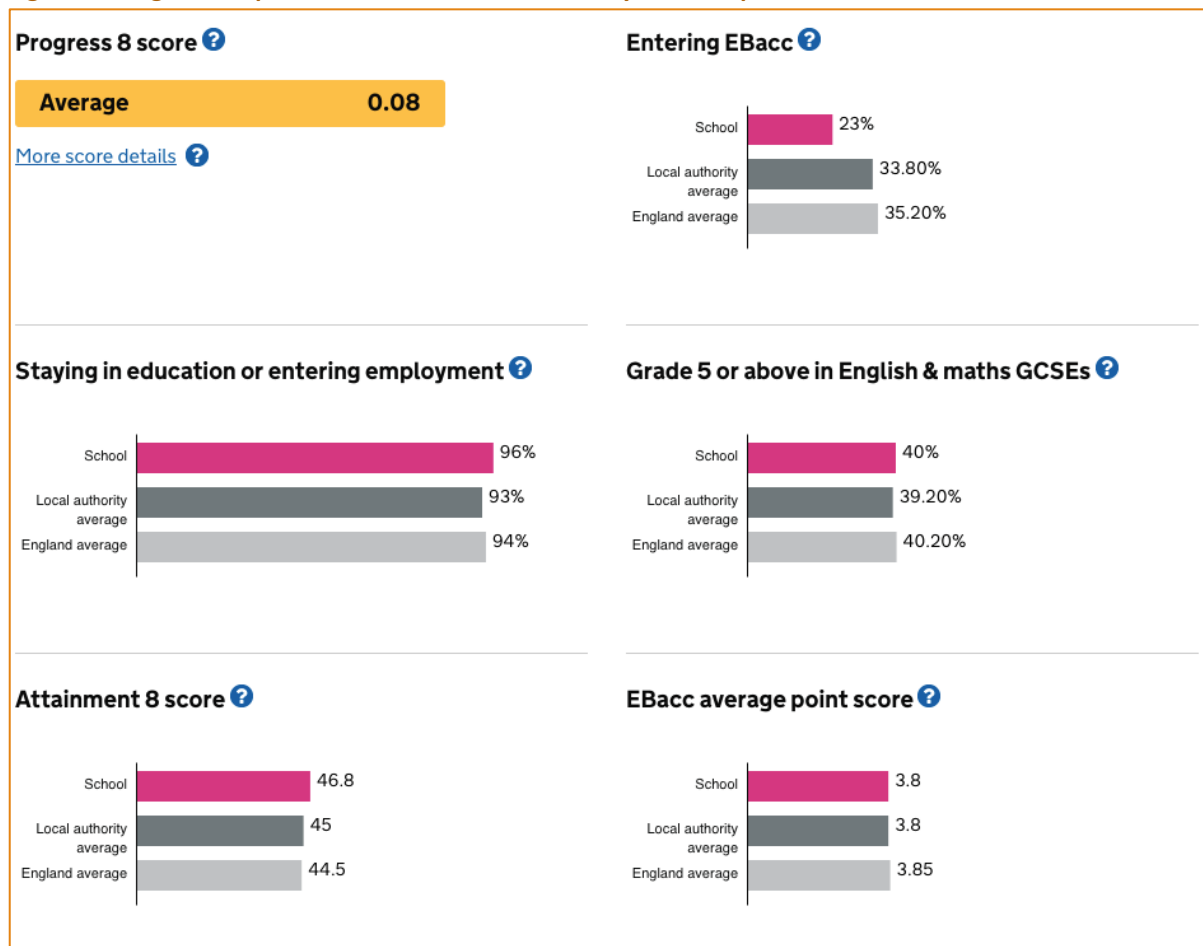 Progress 8 score ?
Average 0.08
More score details ?
Entering EBacc ?
School 23%
Local authority average 33.80%
England average 35.20%
Staying in education or entering employment ?
School 96%
Local authority average 93%
England average 94%
Grade 5 or above in English & maths GCSEs ?
School 40%
Local authority average 39.20%
England average 40.20%
Attainment 8 score ?
School 46.8
Local authority average 45
England average 44.5
EBacc average point score ?
School 3.8
Local authority average 3.8
England average 3.85